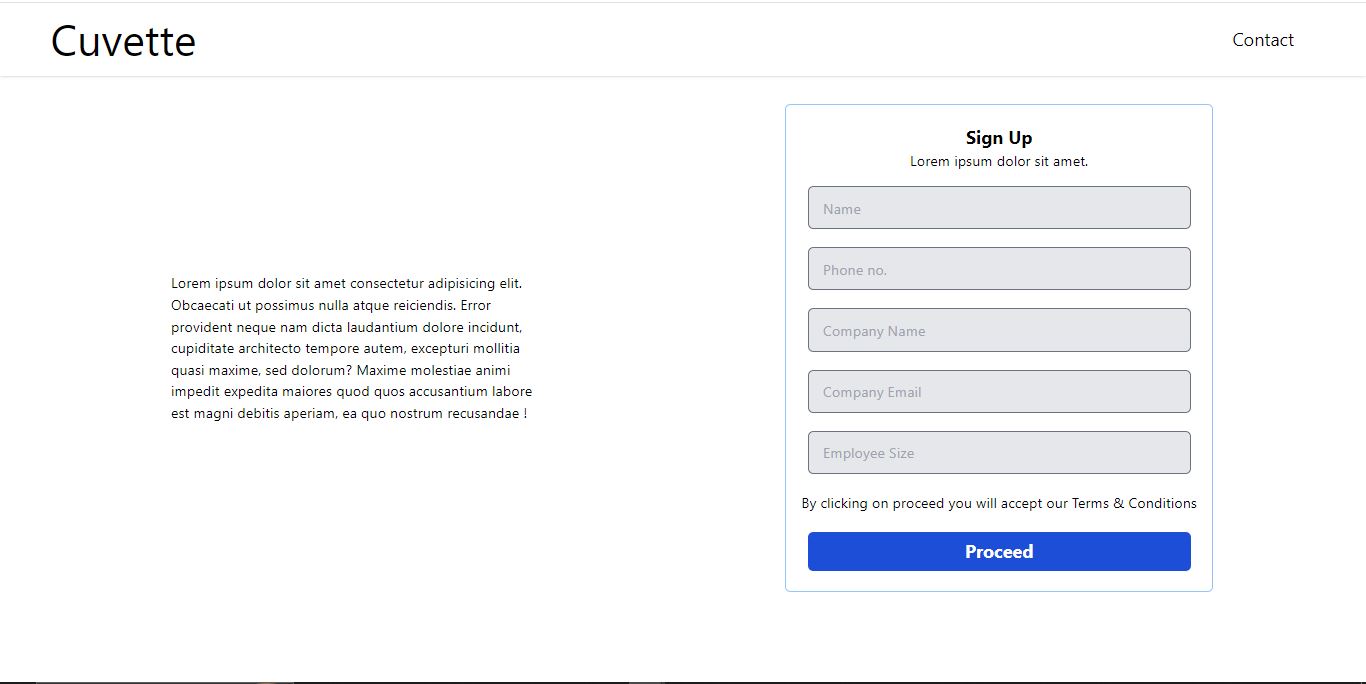 Cuvette
Contact
Lorem ipsum dolor sit amet consectetur adipisicing elit.
Obcaecati ut possimus nulla atque reiciendis. Error
provident neque nam dicta laudantium dolore incidunt,
cupiditate architecto tempore autem, excepturi mollitia
quasi maxime, sed dolorum? Maxime molestiae animi
impedit expedita maiores quod quos accusantium labore
est magni debitis aperiam, ea quo nostrum recusandae !
Sign Up
Lorem ipsum dolor sit amet.
Name
Phone no.
Company Name
Company Email
Employee Size
By clicking on proceed you will accept our Terms & Conditions
Proceed